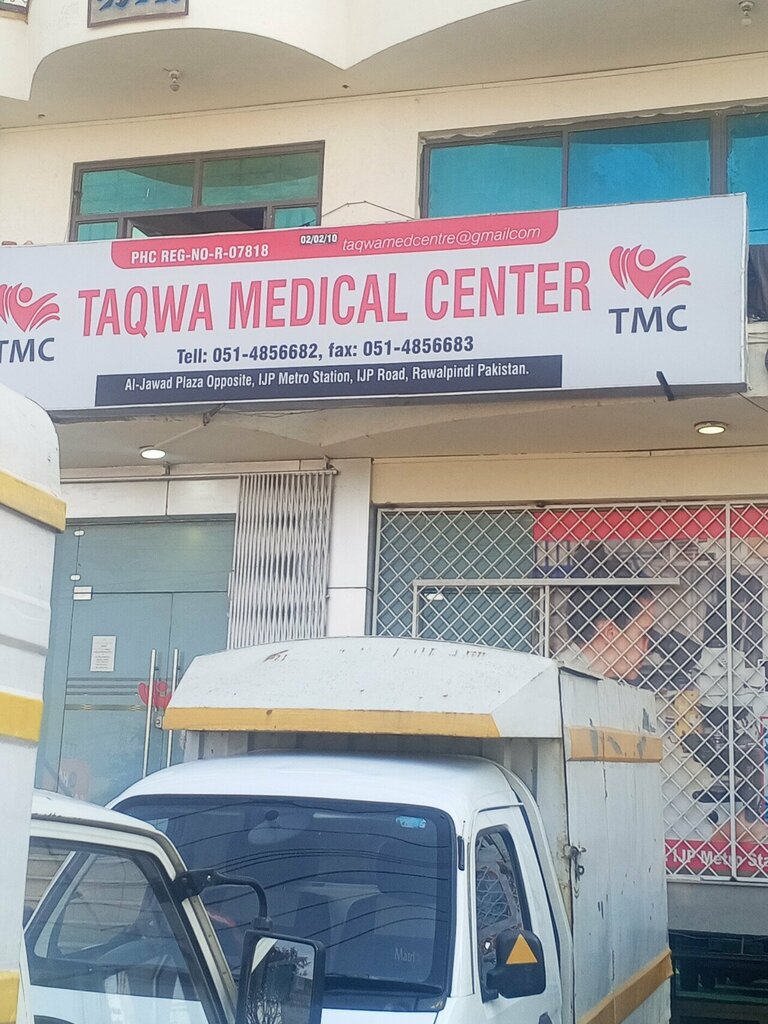 PHC REG-NO-R-07818 02/02/10 taqwamedcentre@gmailcom
TAQWA MEDICAL CENTER
TMC
TMC
Tell: 051-4856682, fax: 051-4856683
Al-Jawad Plaza Opposite, IJP Metro Station, IJP Road, Rawalpindi Pakistan.
IJP Metro Sta